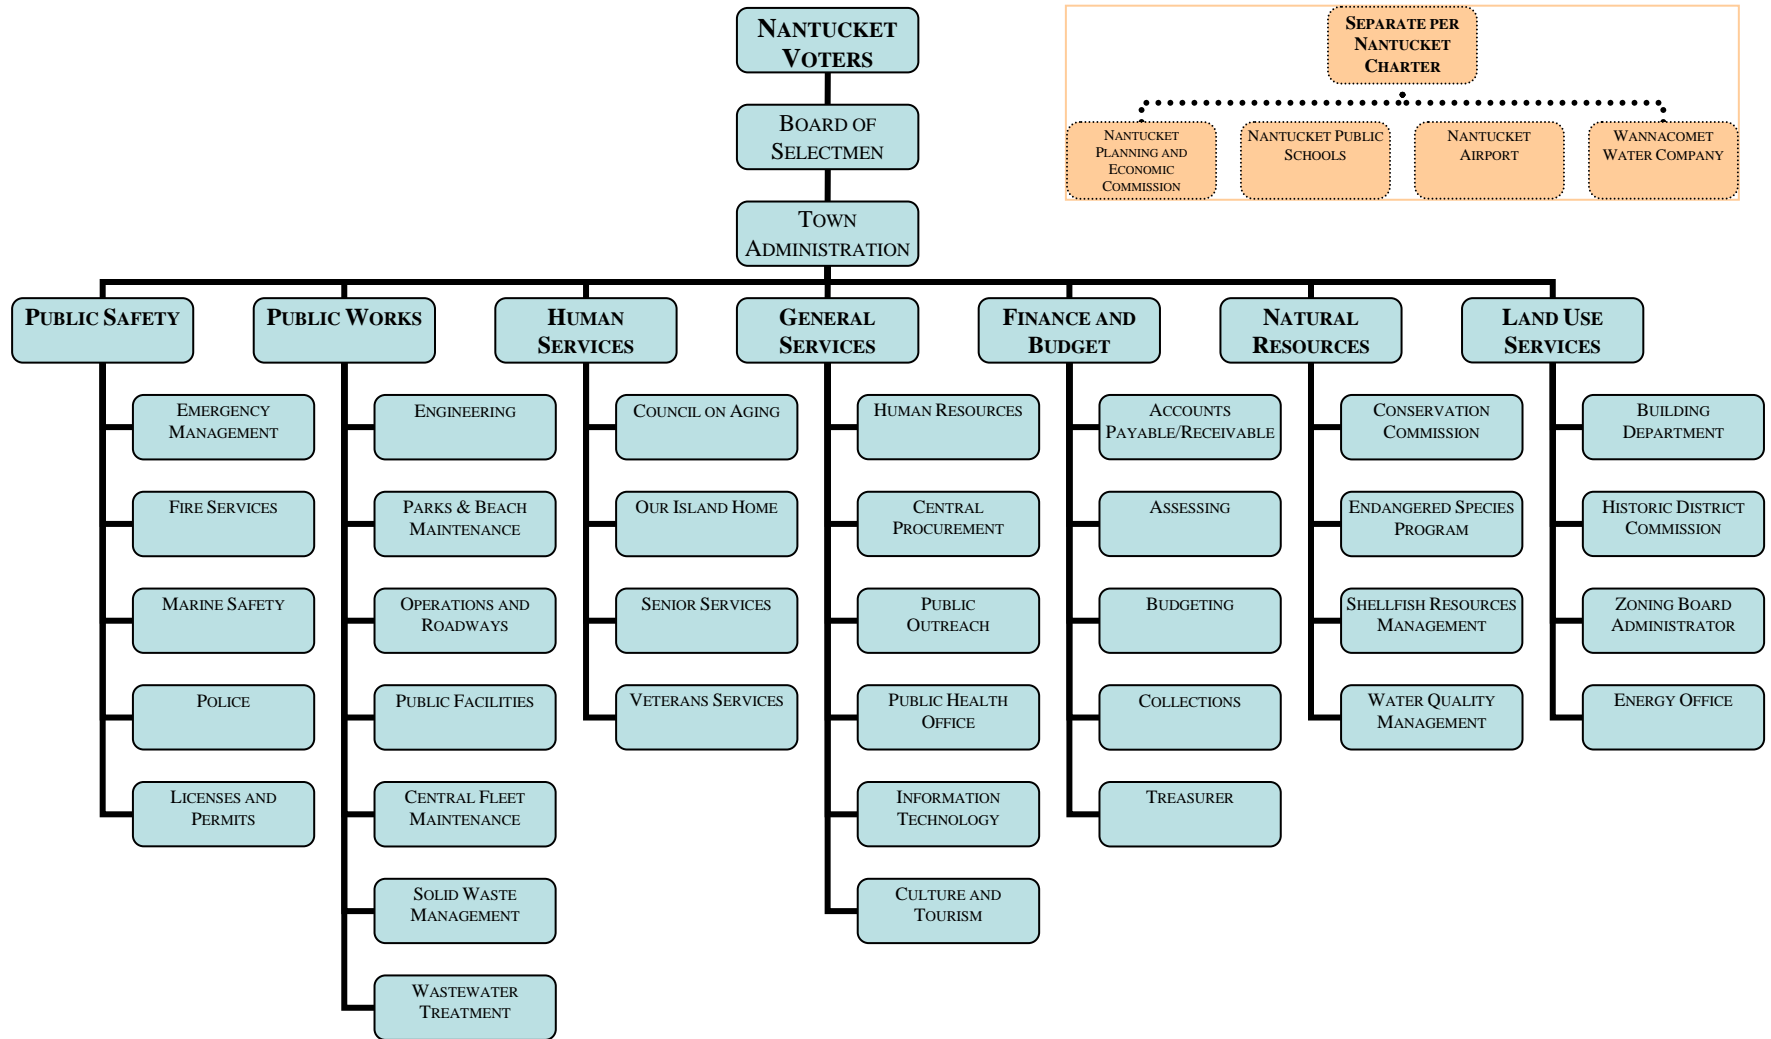 NANTUCKET
VOTERS
BOARD OF
SELECTMEN
TOWN
ADMINISTRATION
SEPARATE PER
NANTUCKET
CHARTER
NANTUCKET
PLANNING AND
ECONOMIC
COMMISSION
NANTUCKET PUBLIC
SCHOOLS
NANTUCKET
AIRPORT
WANNACOMET
WATER COMPANY
PUBLIC SAFETY
EMERGENCY
MANAGEMENT
FIRE SERVICES
MARINE SAFETY
POLICE
LICENSES AND
PERMITS
PUBLIC WORKS
ENGINEERING
PARKS & BEACH
MAINTENANCE
OPERATIONS AND
ROADWAYS
PUBLIC FACILITIES
CENTRAL FLEET
MAINTENANCE
SOLID WASTE
MANAGEMENT
WASTEWATER
TREATMENT
HUMAN
SERVICES
COUNCIL ON AGING
OUR ISLAND HOME
SENIOR SERVICES
VETERANS SERVICES
GENERAL
SERVICES
HUMAN RESOURCES
CENTRAL
PROCUREMENT
PUBLIC
OUTREACH
PUBLIC HEALTH
OFFICE
INFORMATION
TECHNOLOGY
CULTURE AND
TOURISM
FINANCE AND
BUDGET
ACCOUNTS
PAYABLE/RECEIVABLE
ASSESSING
BUDGETING
COLLECTIONS
TREASURER
NATURAL
RESOURCES
CONSERVATION
COMMISSION
ENDANGERED SPECIES
PROGRAM
SHELLFISH RESOURCES
MANAGEMENT
WATER QUALITY
MANAGEMENT
LAND USE
SERVICES
BUILDING
DEPARTMENT
HISTORIC DISTRICT
COMMISSION
ZONING BOARD
ADMINISTRATOR
ENERGY OFFICE